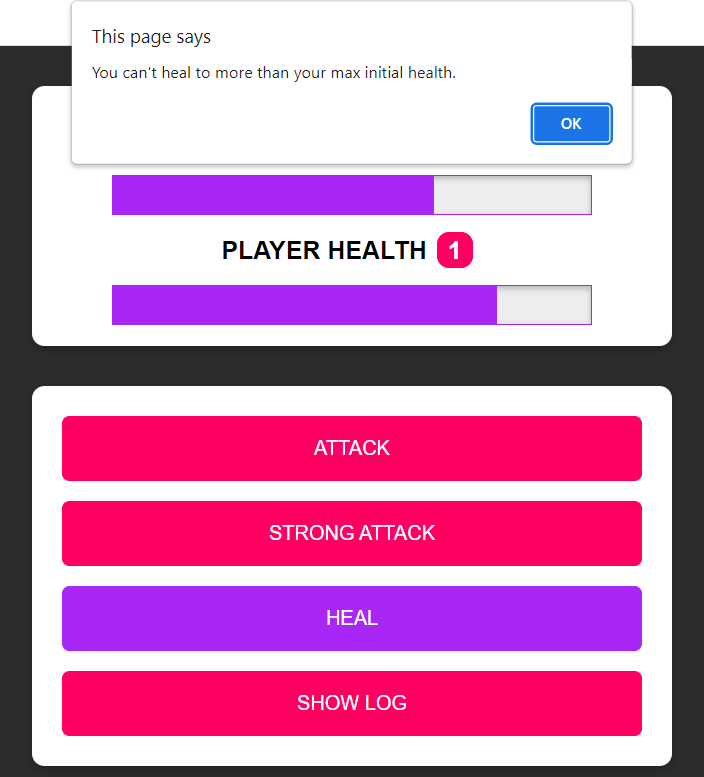 This page says
You can't heal to more than your max initial health.
OK
PLAYER HEALTH 1
ATTACK
STRONG ATTACK
HEAL
SHOW LOG